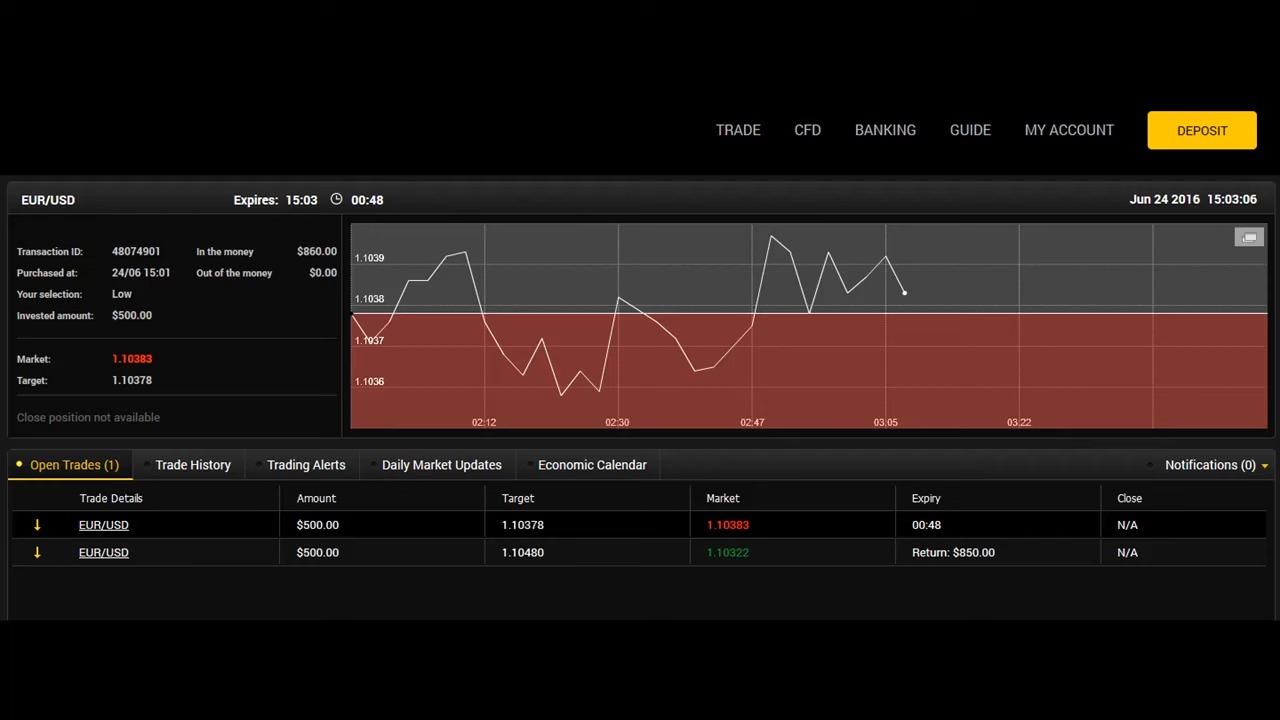 TRADE CFD BANKING GUIDE MY ACCOUNT DEPOSIT
EUR/USD Expires: 15:03 00:48 Jun 24 2016 15:03:06
Transaction ID: 48074901 In the money $860.00
Purchased at: 24/06 15:01 Out of the money $0.00
Your selection: Low
Invested amount: $500.00
Market: 1.10383
Target: 1.10378
Close position not available
1.1039
1.1038
1.1037
1.1036
02:12 02:30 02:47 03:05 03:22
Open Trades (1) Trade History Trading Alerts Daily Market Updates Economic Calendar Notifications (0)
Trade Details Amount Target Market Expiry Close
EUR/USD $500.00 1.10378 1.10383 00:48 N/A
EUR/USD $500.00 1.10480 1.10322 Return: $850.00 N/A